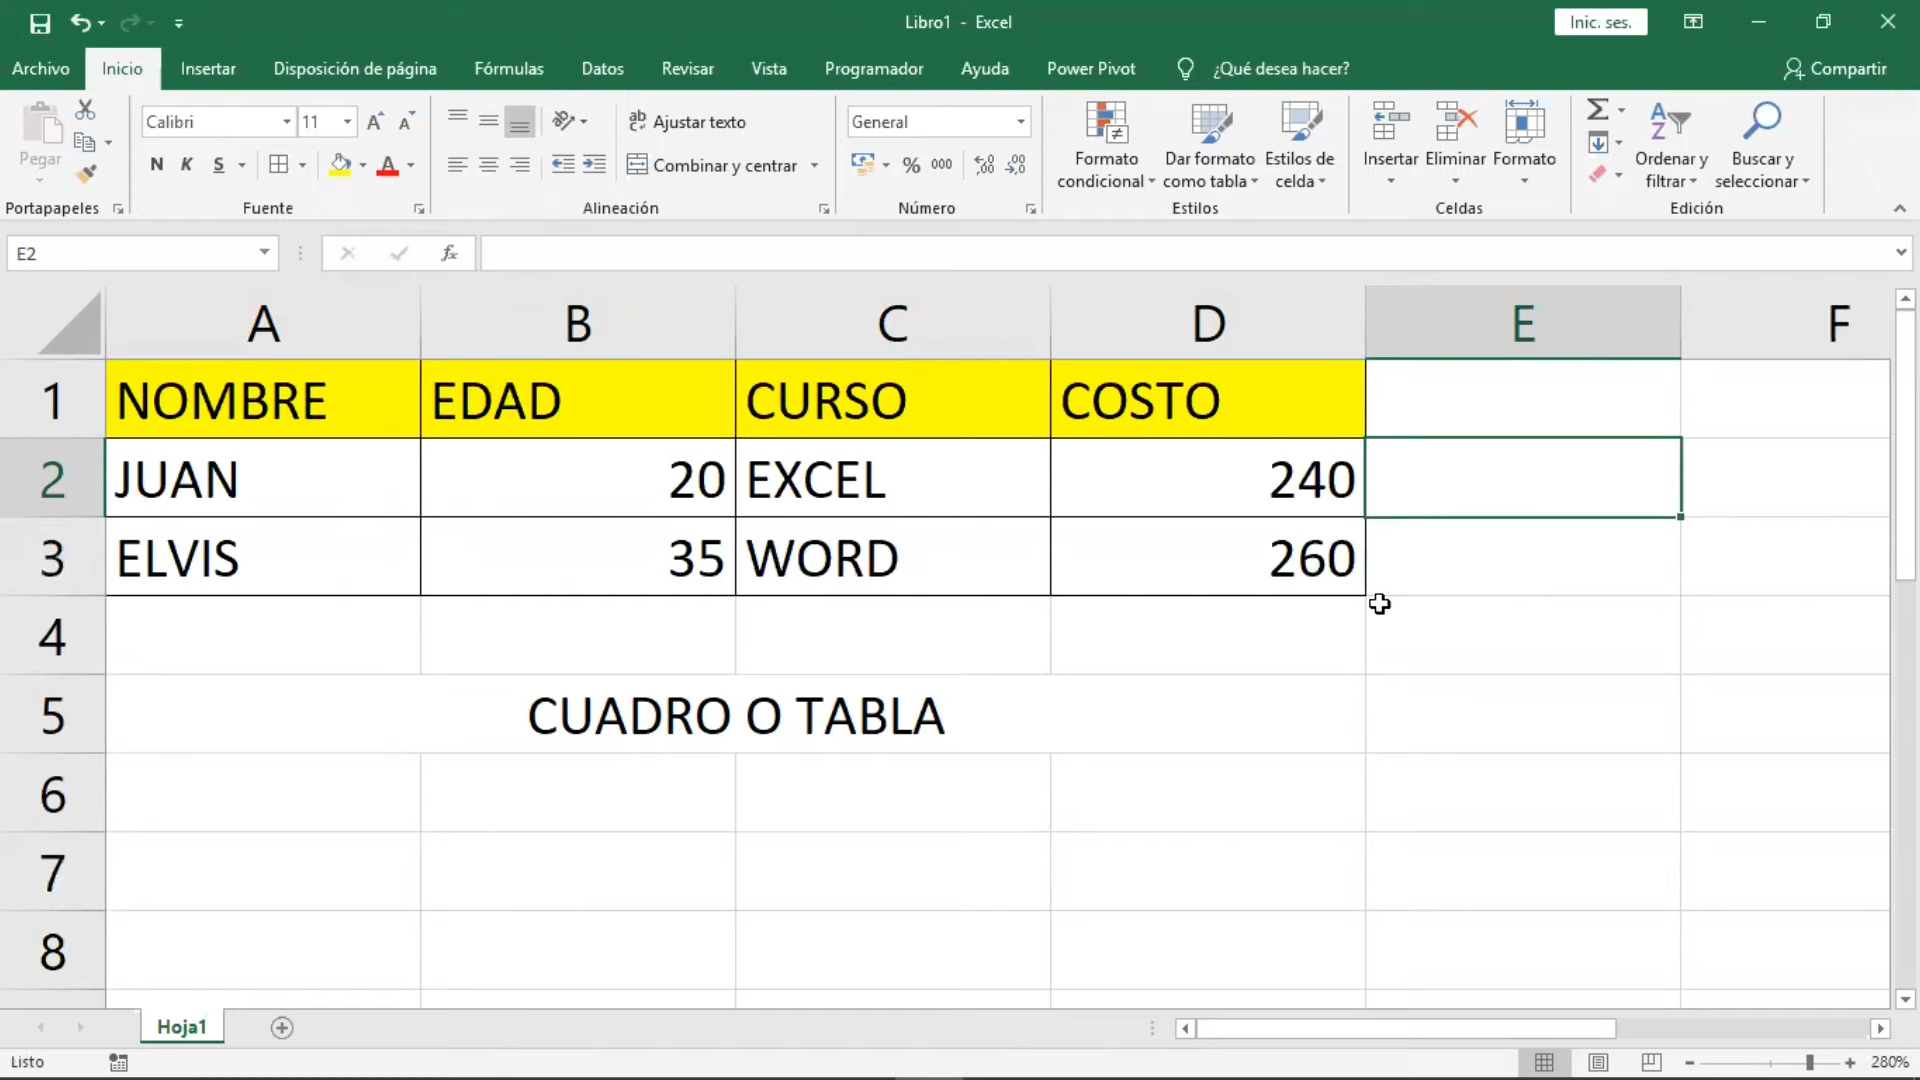 Libro1 - Excel
Inic. ses.
Archivo Inicio Insertar Disposición de página Fórmulas Datos Revisar Vista Programador Ayuda Power Pivot ¿Qué desea hacer? Compartir
Pegar
Calibri 11
Ajustar texto
General
N K S A
Combinar y centrar
% 000
Formato condicional
Dar formato como tabla
Estilos de celda
Insertar Eliminar Formato
Ordenar y filtrar
Buscar y seleccionar
Portapapeles Fuente Alineación Número Estilos Celdas Edición
E2 fx
A B C D E F
1 NOMBRE EDAD CURSO COSTO
2 JUAN 20 EXCEL 240
3 ELVIS 35 WORD 260
4
5 CUADRO O TABLA
6
7
8
Hoja1
Listo 280%